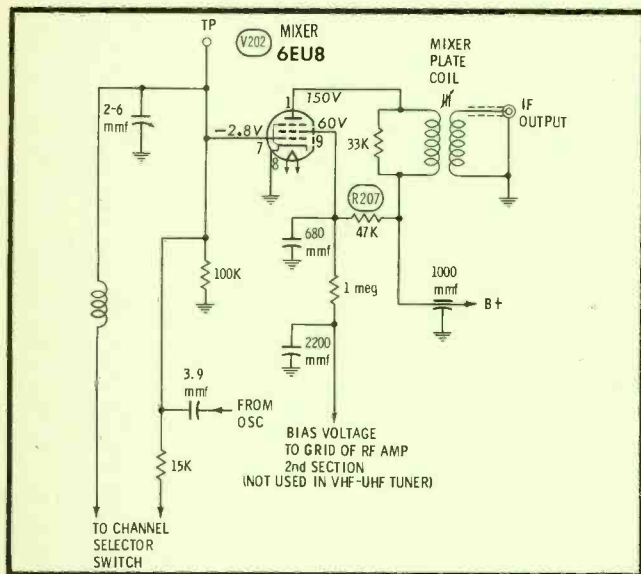 TP
V202
MIXER
6EU8
MIXER
PLATE
COIL
2-6
mmf
1
150V
60V
-2.8V
7
8
9
33K
IF
OUTPUT
R207
47K
680
mmf
100K
1 meg
1000
mmf
B+
2200
mmf
3.9
mmf
FROM
OSC
15K
BIAS VOLTAGE
TO GRID OF RF AMP
2nd SECTION
(NOT USED IN VHF-UHF TUNER)
TO CHANNEL
SELECTOR
SWITCH